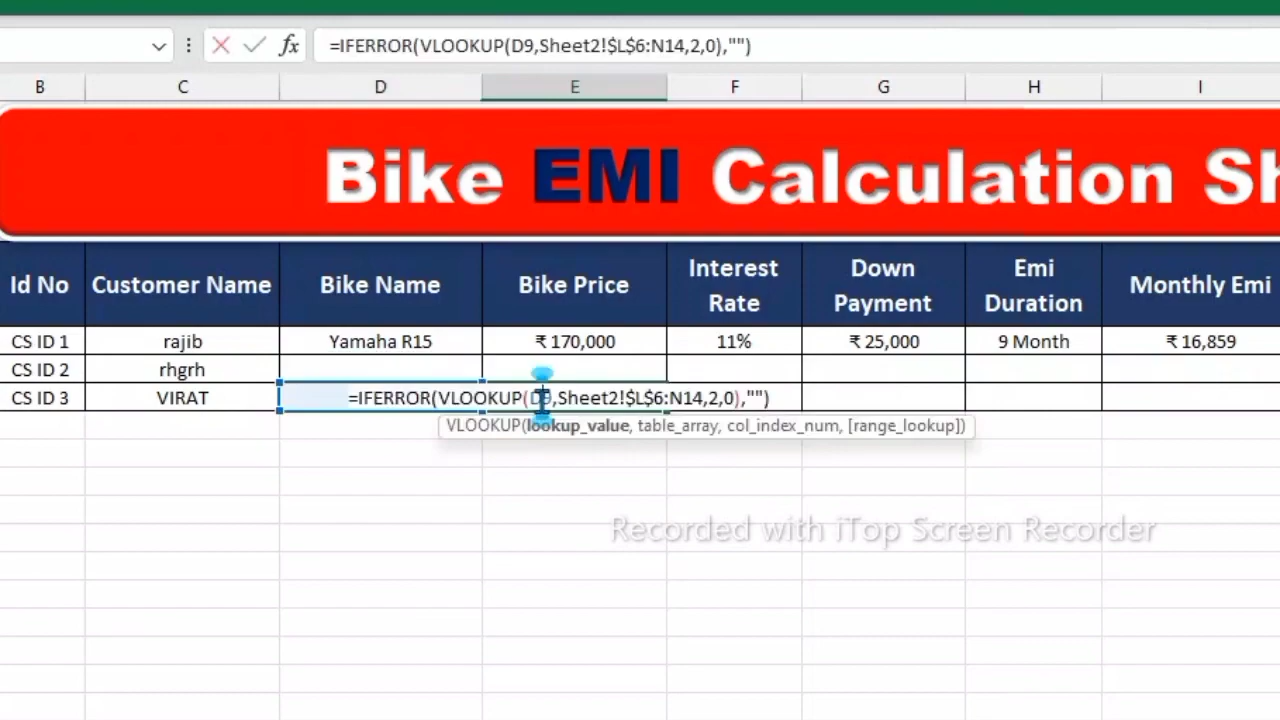 fx =IFERROR(VLOOKUP(D9,Sheet2!$L$6:N14,2,0),"")
B C D E F G H I
Bike EMI Calculation Sh
Id No Customer Name Bike Name Bike Price Interest Rate Down Payment Emi Duration Monthly Emi
CS ID 1 rajib Yamaha R15 ₹ 170,000 11% ₹ 25,000 9 Month ₹ 16,859
CS ID 2 rhgrh
CS ID 3 VIRAT =IFERROR(VLOOKUP(D9,Sheet2!$L$6:N14,2,0),"")
VLOOKUP(lookup_value, table_array, col_index_num, [range_lookup])
Recorded with iTop Screen Recorder